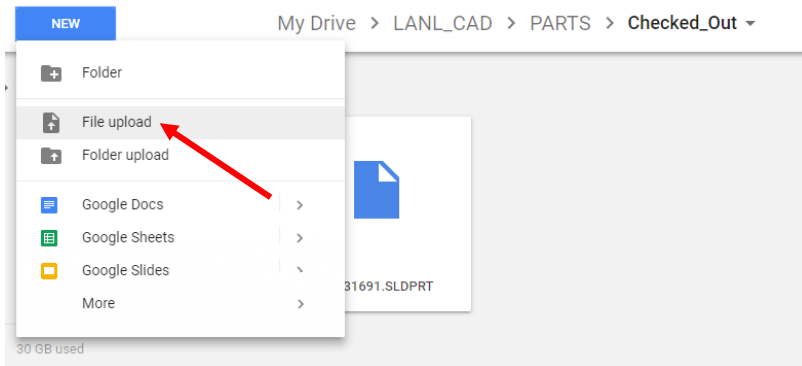 NEW
My Drive > LANL_CAD > PARTS > Checked_Out
Folder
File upload
Folder upload
Google Docs
Google Sheets
Google Slides
More
31691.SLDPRT
30 GB used